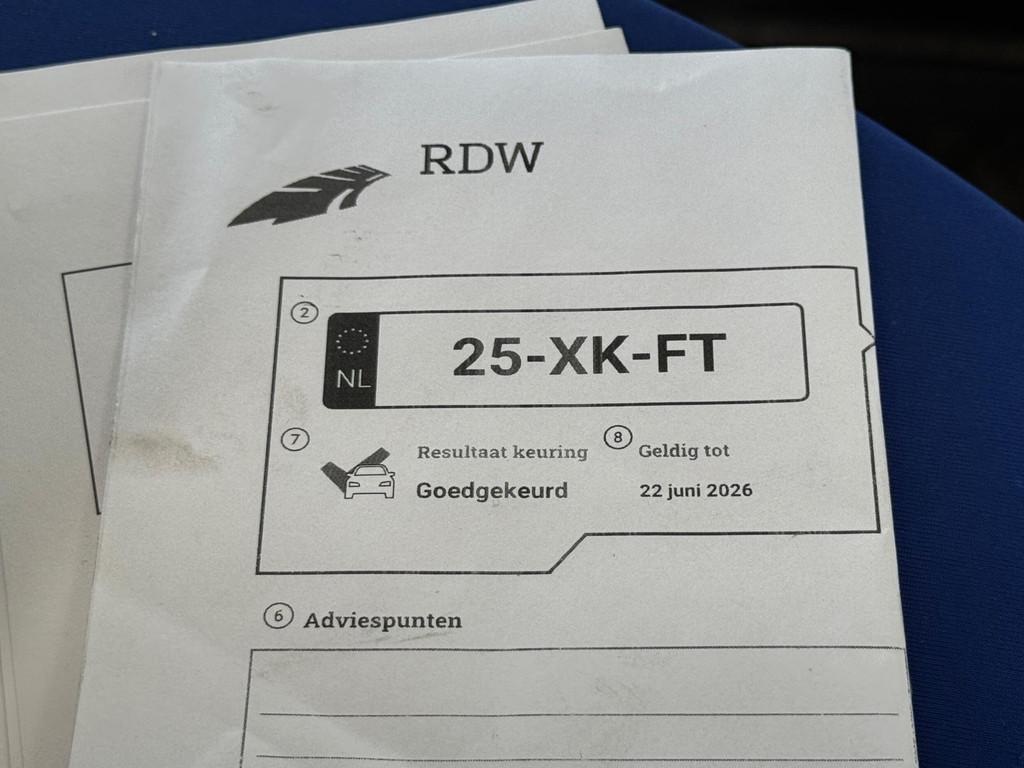 RDW
2
NL
25-XK-FT
7
Resultaat keuring
Goedgekeurd
8
Geldig tot
22 juni 2026
6 Adviespunten